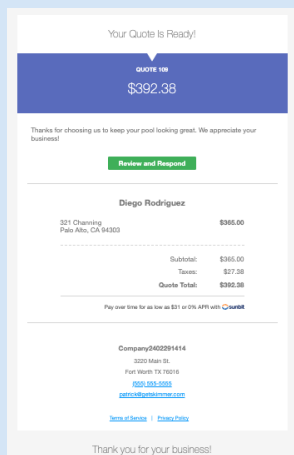 Your Quote Is Ready!
QUOTE 109
$392.38
Thanks for choosing us to keep your pool looking great. We appreciate your
business!
Review and Respond
Diego Rodriguez
321 Channing $365.00
Palo Alto, CA 94303
Subtotal: $365.00
Taxes: $27.38
Quote Total: $392.38
Pay over time for as low as $31 or 0% APR with sunbit
Company2402291414
3220 Main St.
Fort Worth TX 76016
(555) 555-5555
patrick@getskimmer.com
Terms of Service | Privacy Policy
Thank you for your business!